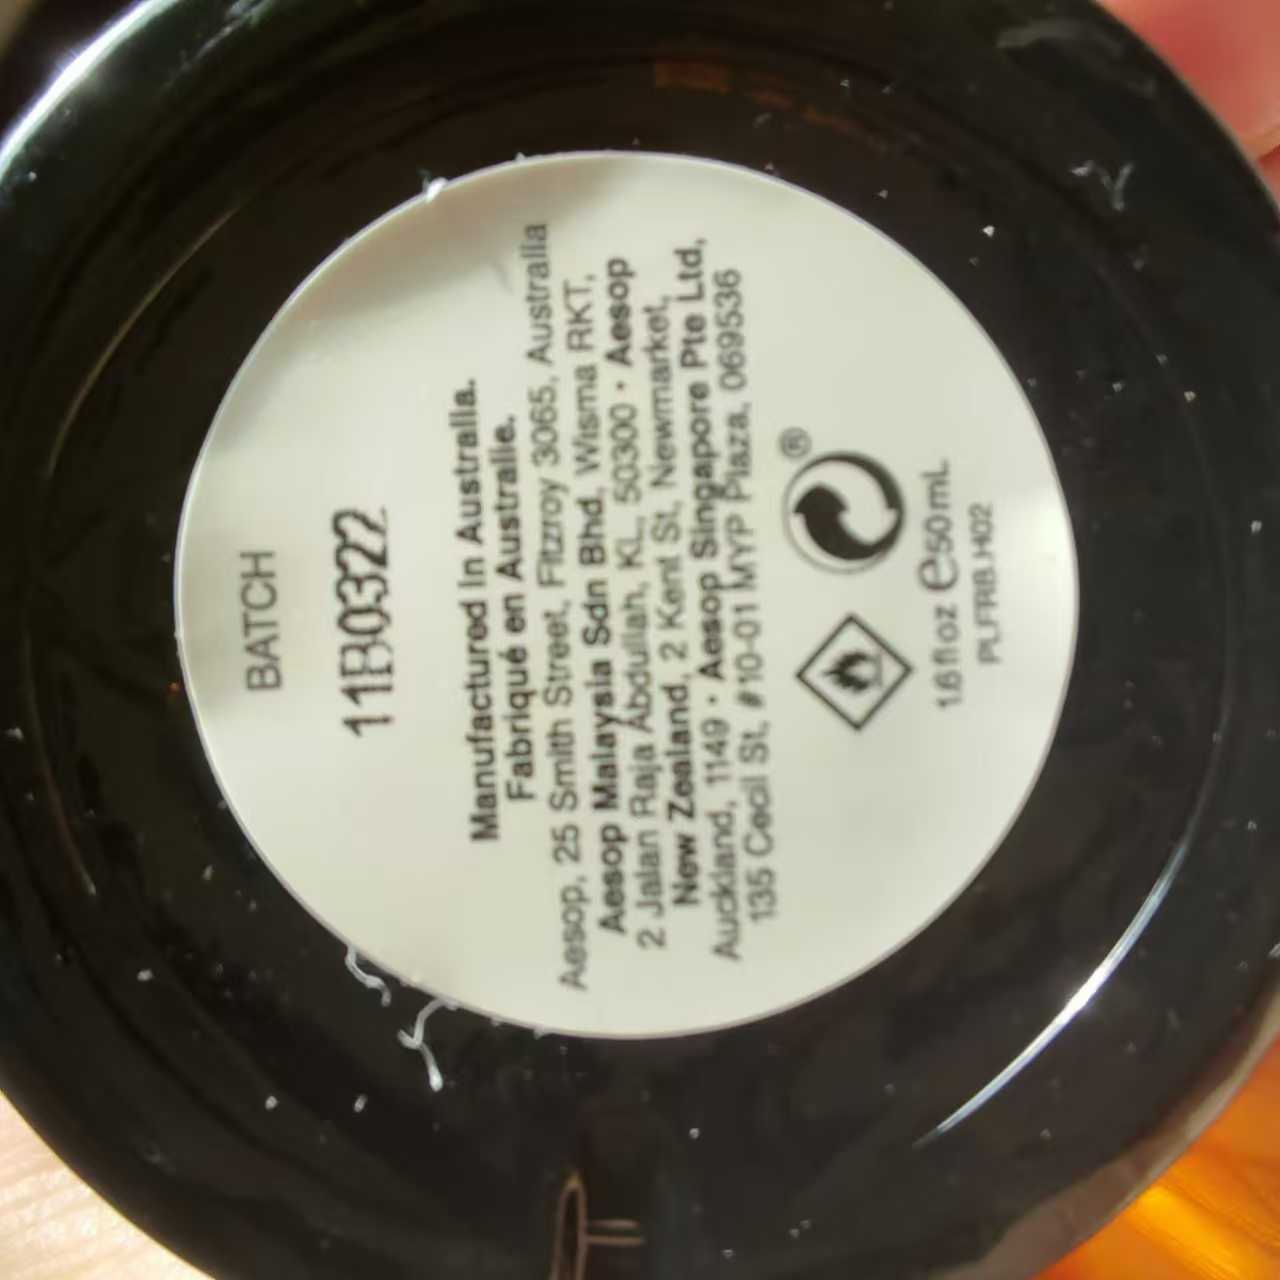 BATCH
11B0322
Manufactured in Australia.
Fabriqué en Australie.
Aesop, 25 Smith Street, Fitzroy 3065, Australia
Aesop Malaysia Sdn Bhd, Wisma RKT,
2 Jalan Raja Abdullah, KL, 50300 · Aesop
New Zealand, 2 Kent St, Newmarket,
Auckland, 1149 · Aesop Singapore Pte Ltd,
135 Cecil St, #10-01 MYP Plaza, 069536
®
1.6 fl oz ℮50 mL
PLFR18.H02